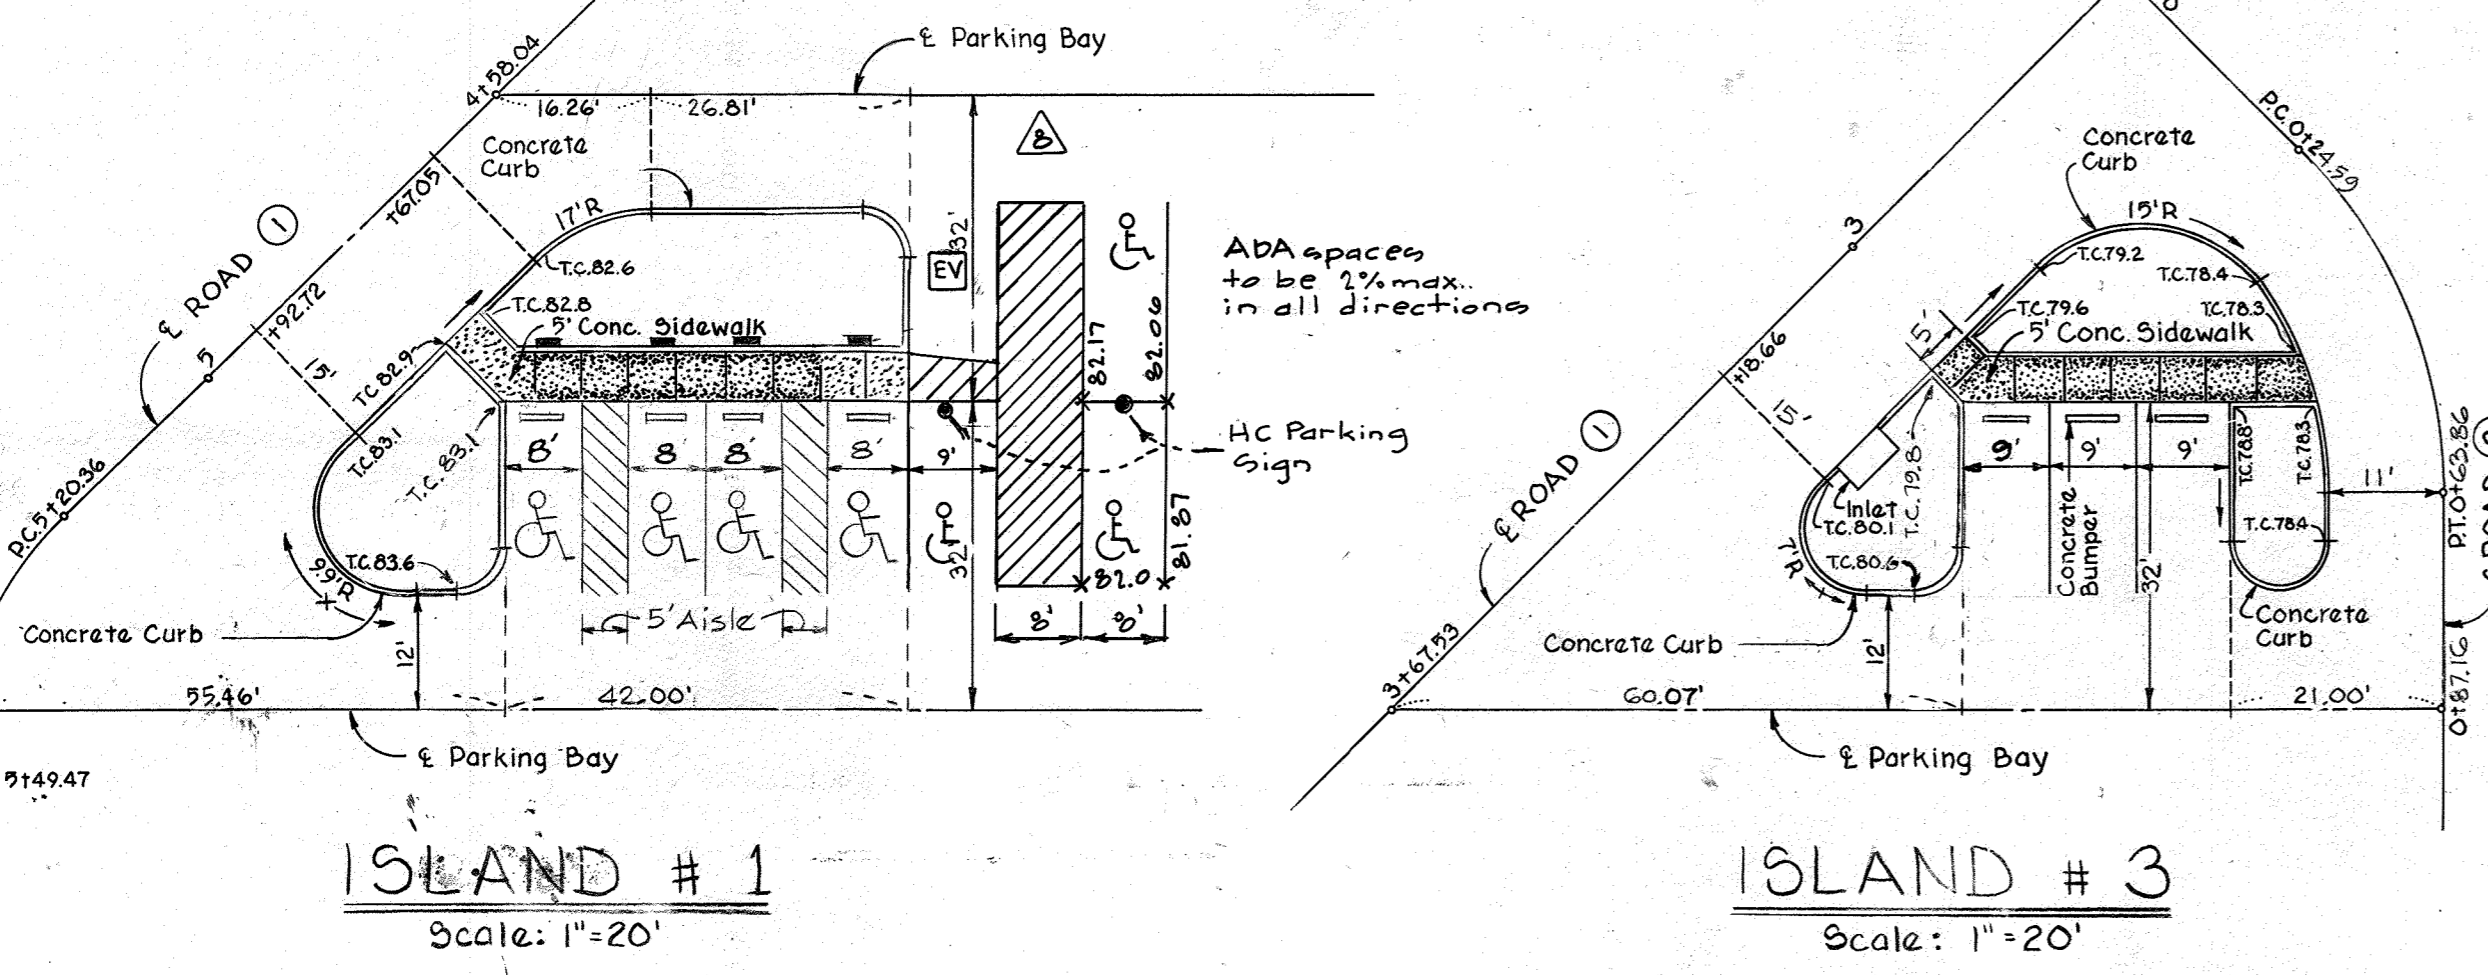 ℄ Parking Bay
4+58.04
16.26'
26.81'
Concrete
Curb
8
+67.05
17'R
32'
EV
T.C.82.6
℄ ROAD 1
+92.72
T.C.82.8
5' Conc. Sidewalk
AdA spaces
to be 2% max..
in all directions
82.17
82.06
5
15'
T.C.82.9
T.C.83.1
T.C.83.1
8'
8'
8'
8'
9'
HC Parking
Sign
P.C.5+20.36
T.C.83.6
9.9'R
32'
82.0
81.87
Concrete Curb
5' Aisle
8'
8'
12'
55.46'
42.00'
℄ Parking Bay
5+49.47
ISLAND # 1
Scale: 1"=20'
P.C.0+24.59
Concrete
Curb
3
15'R
T.C.79.2
T.C.78.4
T.C.79.6
T.C.78.3
5' Conc. Sidewalk
5'
+18.66
15'
℄ ROAD 1
9'
9'
9'
T.C.78.8
T.C.78.3
11'
P.T.0+63.86
Inlet
T.C.80.1
T.C.79.8
Concrete
Bumper
T.C.78.4
7'R
T.C.80.6
32'
Concrete
Curb
Concrete Curb
12'
3+67.53
60.07'
21.00'
0+87.16
℄ Parking Bay
ISLAND # 3
Scale: 1"=20'